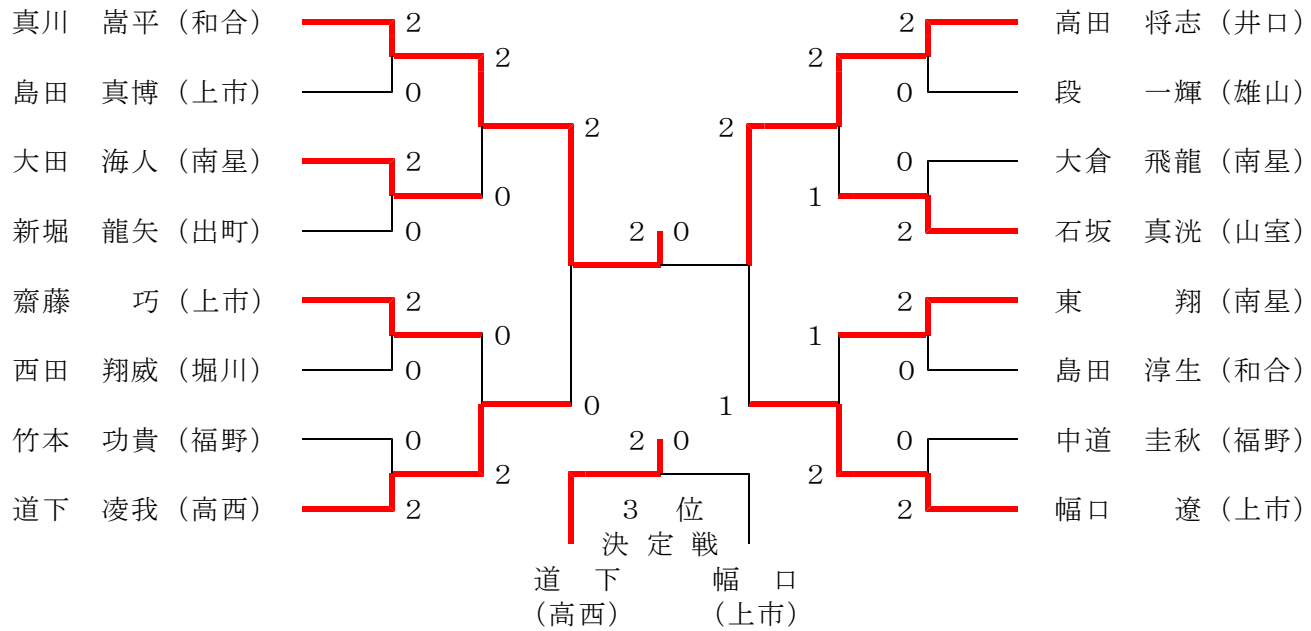 真川　嵩平（和合） 2 2 高田　将志（井口）
2 2
島田　真博（上市） 0 0 段　一輝（雄山）
2 2
大田　海人（南星） 2 0 大倉　飛龍（南星）
0 1
新堀　龍矢（出町） 0 2 0 2 石坂　真洸（山室）
齋藤　巧（上市） 2 2 東　翔（南星）
0 1
西田　翔威（堀川） 0 0 島田　淳生（和合）
0 1
竹本　功貴（福野） 0 2 0 0 中道　圭秋（福野）
2 2
道下　凌我（高西） 2 3　位 2 幅口　遼（上市）
決定戦
道　下 幅　口
（高西） （上市）